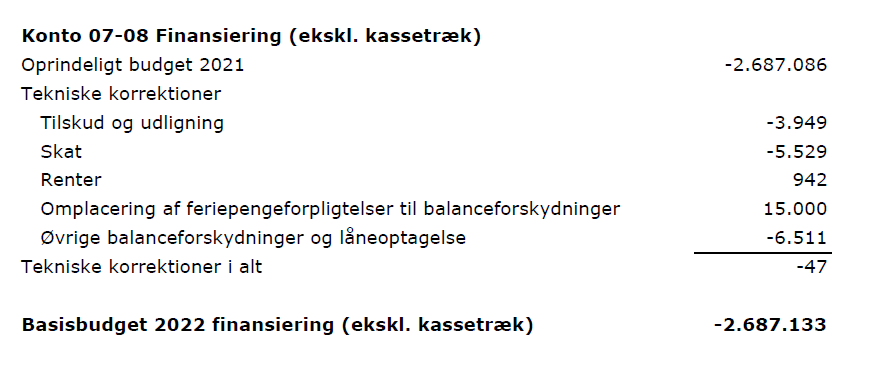 Konto 07-08 Finansiering (ekskl. kassetræk)
Oprindeligt budget 2021 -2.687.086
Tekniske korrektioner
Tilskud og udligning -3.949
Skat -5.529
Renter 942
Omplacering af feriepengeforpligtelser til balanceforskydninger 15.000
Øvrige balanceforskydninger og låneoptagelse -6.511
Tekniske korrektioner i alt -47
Basisbudget 2022 finansiering (ekskl. kassetræk) -2.687.133